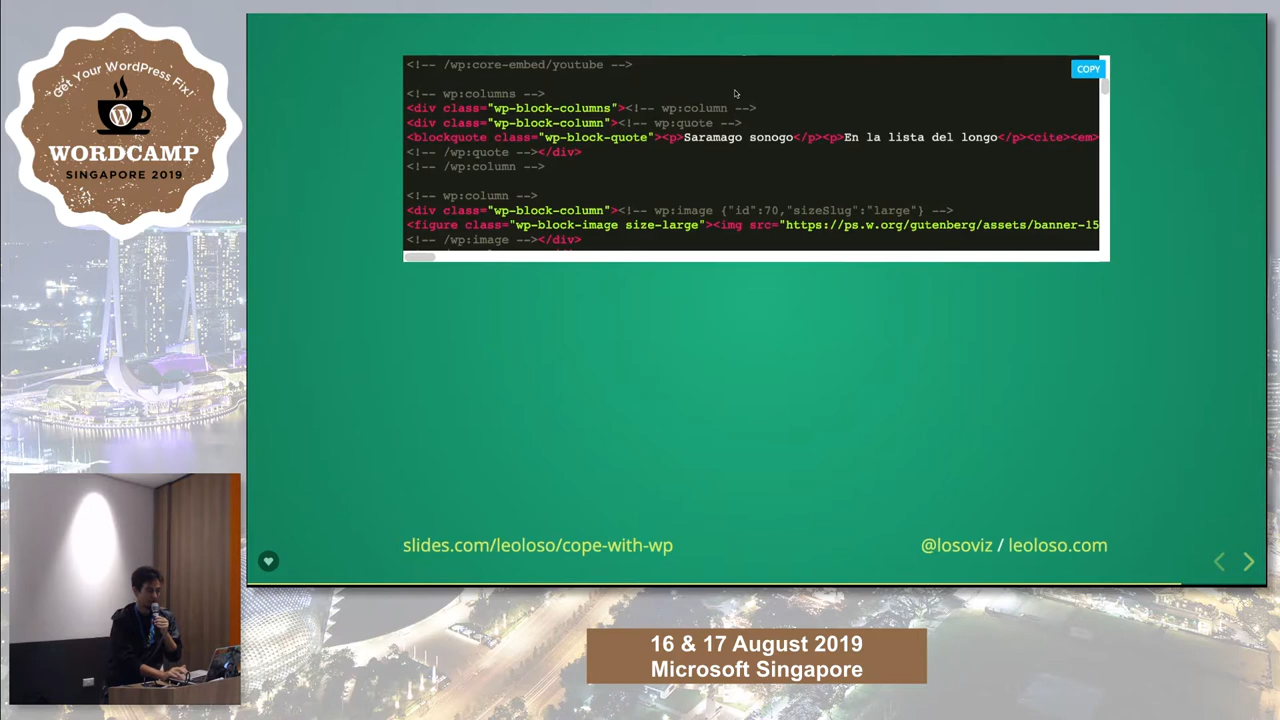 Get Your WordPress Fix!
WORDCAMP
SINGAPORE 2019
<!-- /wp:core-embed/youtube -->
COPY
<!-- wp:columns -->
<div class="wp-block-columns"><!-- wp:column -->
<div class="wp-block-column"><!-- wp:quote -->
<blockquote class="wp-block-quote"><p>Saramago sonogo</p><p>En la lista del longo</p><cite><em>
<!-- /wp:quote --></div>
<!-- /wp:column -->
<!-- wp:column -->
<div class="wp-block-column"><!-- wp:image {"id":70,"sizeSlug":"large"} -->
<figure class="wp-block-image size-large"><img src="https://ps.w.org/gutenberg/assets/banner-15
<!-- /wp:image --></div>
slides.com/leoloso/cope-with-wp
@losoviz / leoloso.com
16 & 17 August 2019
Microsoft Singapore